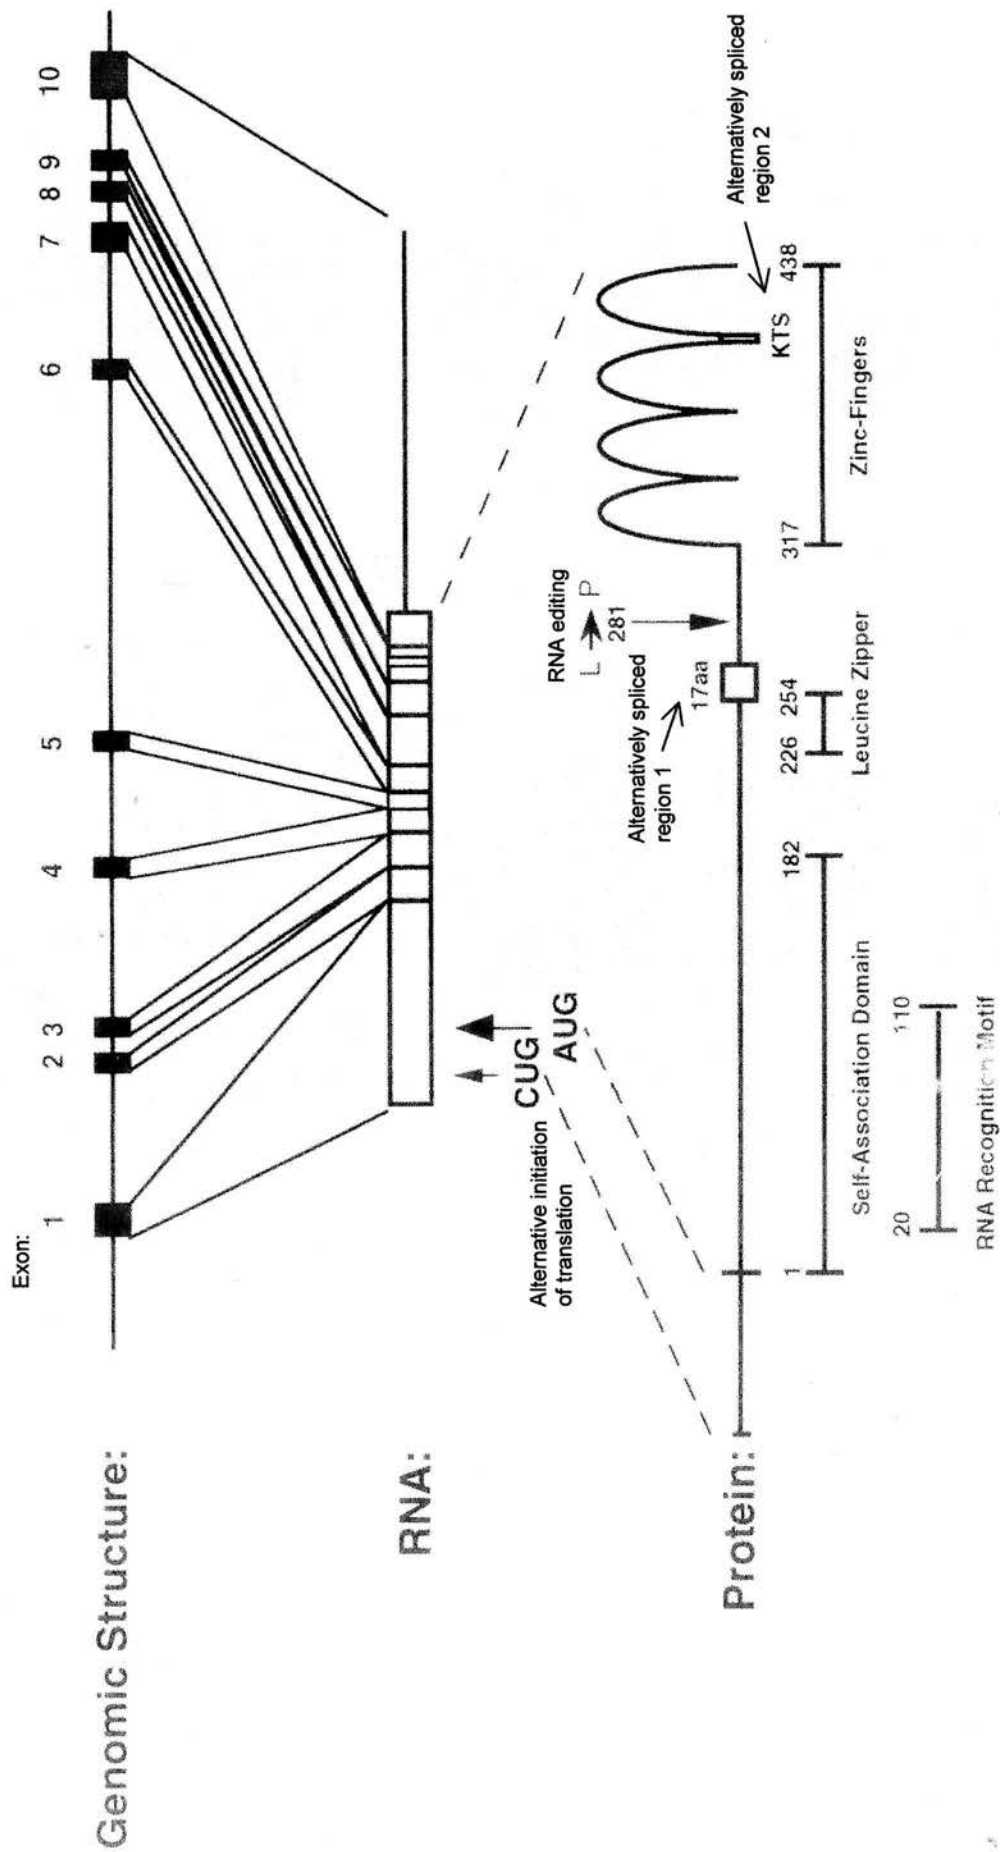 Exon:
1 2 3 4 5 6 7 8 9 10
Genomic Structure:
RNA:
CUG
AUG
Alternative initiation
of translation
RNA editing
L P
281
Alternatively spliced
region 1
17aa
Alternatively spliced
region 2
KTS
Protein:
1 182 226 254 317 438
Self-Association Domain
Leucine Zipper
Zinc-Fingers
20 110
RNA Recognition Motif